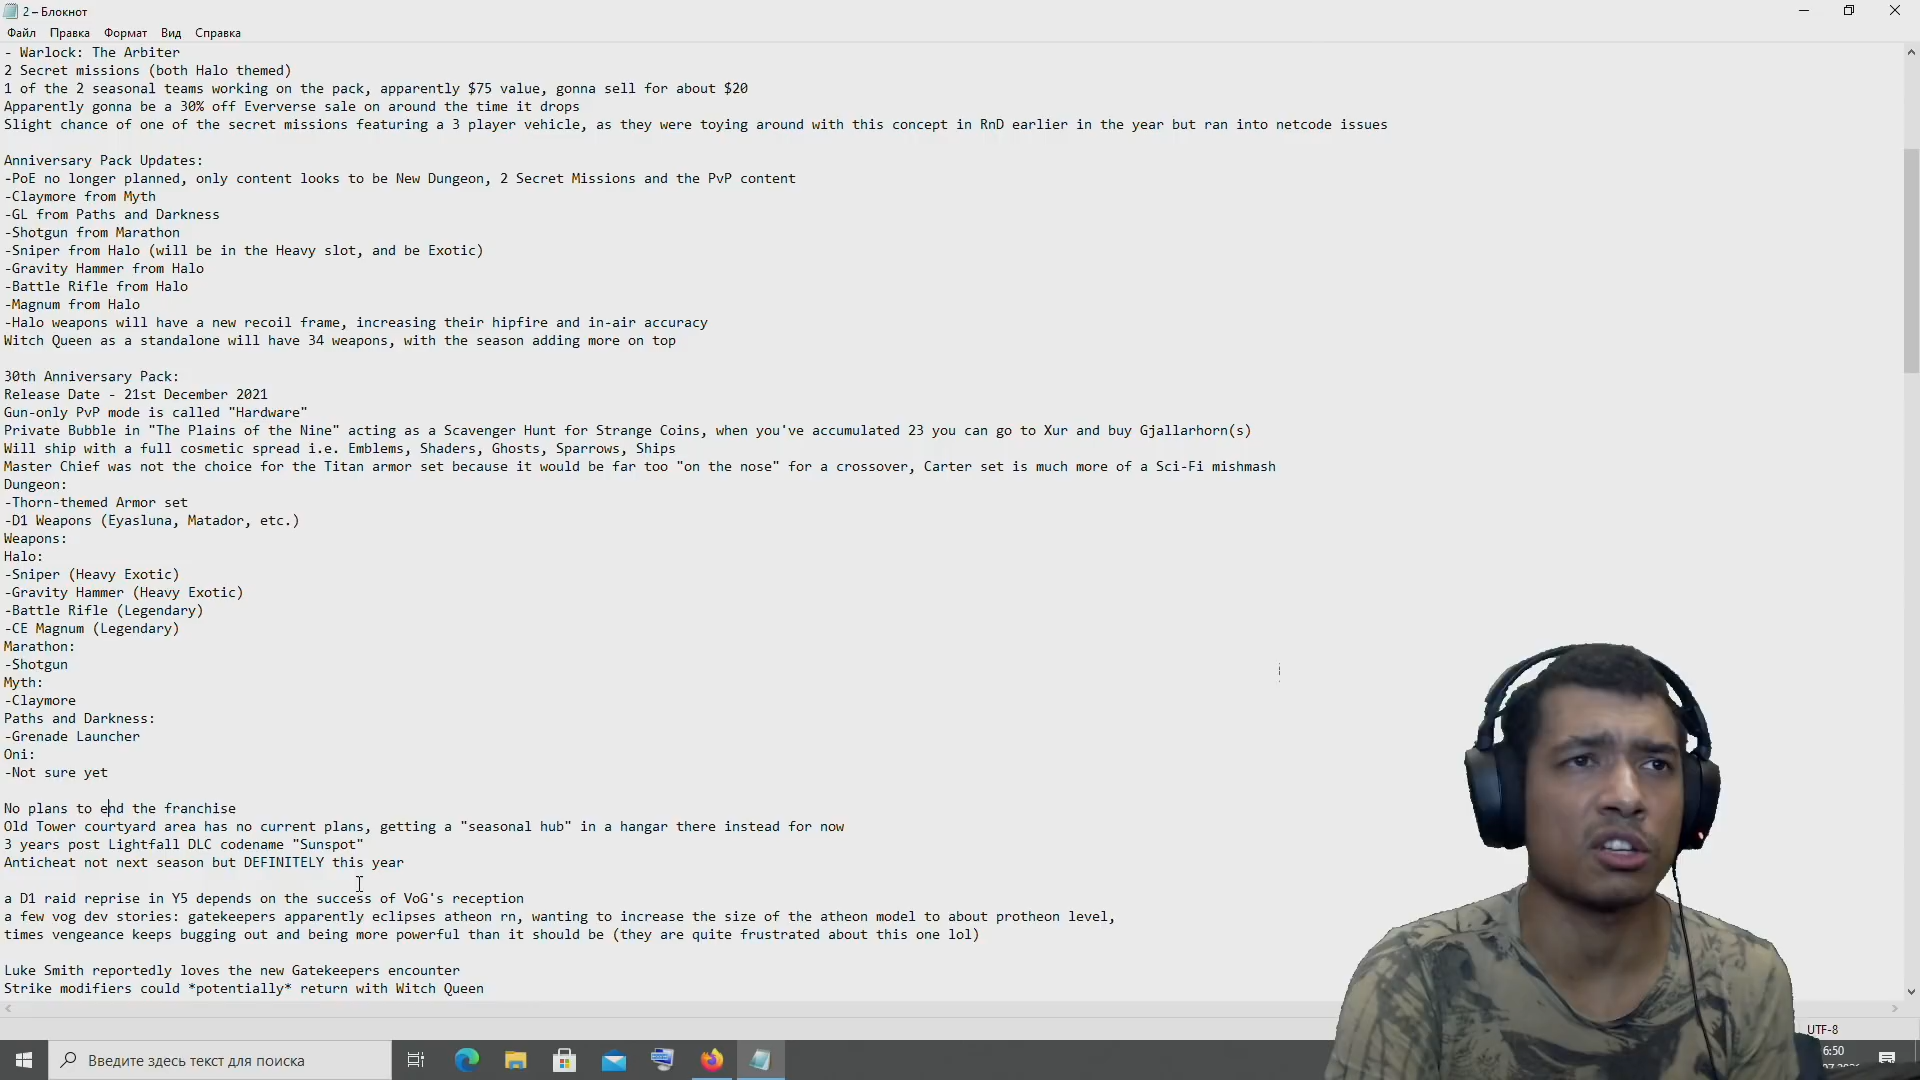 2 – Блокнот
Файл Правка Формат Вид Справка
- Warlock: The Arbiter
2 Secret missions (both Halo themed)
1 of the 2 seasonal teams working on the pack, apparently $75 value, gonna sell for about $20
Apparently gonna be a 30% off Eververse sale on around the time it drops
Slight chance of one of the secret missions featuring a 3 player vehicle, as they were toying around with this concept in RnD earlier in the year but ran into netcode issues
Anniversary Pack Updates:
-PoE no longer planned, only content looks to be New Dungeon, 2 Secret Missions and the PvP content
-Claymore from Myth
-GL from Paths and Darkness
-Shotgun from Marathon
-Sniper from Halo (will be in the Heavy slot, and be Exotic)
-Gravity Hammer from Halo
-Battle Rifle from Halo
-Magnum from Halo
-Halo weapons will have a new recoil frame, increasing their hipfire and in-air accuracy
Witch Queen as a standalone will have 34 weapons, with the season adding more on top
30th Anniversary Pack:
Release Date - 21st December 2021
Gun-only PvP mode is called "Hardware"
Private Bubble in "The Plains of the Nine" acting as a Scavenger Hunt for Strange Coins, when you've accumulated 23 you can go to Xur and buy Gjallarhorn(s)
Will ship with a full cosmetic spread i.e. Emblems, Shaders, Ghosts, Sparrows, Ships
Master Chief was not the choice for the Titan armor set because it would be far too "on the nose" for a crossover, Carter set is much more of a Sci-Fi mishmash
Dungeon:
-Thorn-themed Armor set
-D1 Weapons (Eyasluna, Matador, etc.)
Weapons:
Halo:
-Sniper (Heavy Exotic)
-Gravity Hammer (Heavy Exotic)
-Battle Rifle (Legendary)
-CE Magnum (Legendary)
Marathon:
-Shotgun
Myth:
-Claymore
Paths and Darkness:
-Grenade Launcher
Oni:
-Not sure yet
No plans to end the franchise
Old Tower courtyard area has no current plans, getting a "seasonal hub" in a hangar there instead for now
3 years post Lightfall DLC codename "Sunspot"
Anticheat not next season but DEFINITELY this year
a D1 raid reprise in Y5 depends on the success of VoG's reception
a few vog dev stories: gatekeepers apparently eclipses atheon rn, wanting to increase the size of the atheon model to about protheon level,
times vengeance keeps bugging out and being more powerful than it should be (they are quite frustrated about this one lol)
Luke Smith reportedly loves the new Gatekeepers encounter
Strike modifiers could *potentially* return with Witch Queen
UTF-8
Введите здесь текст для поиска
6:50